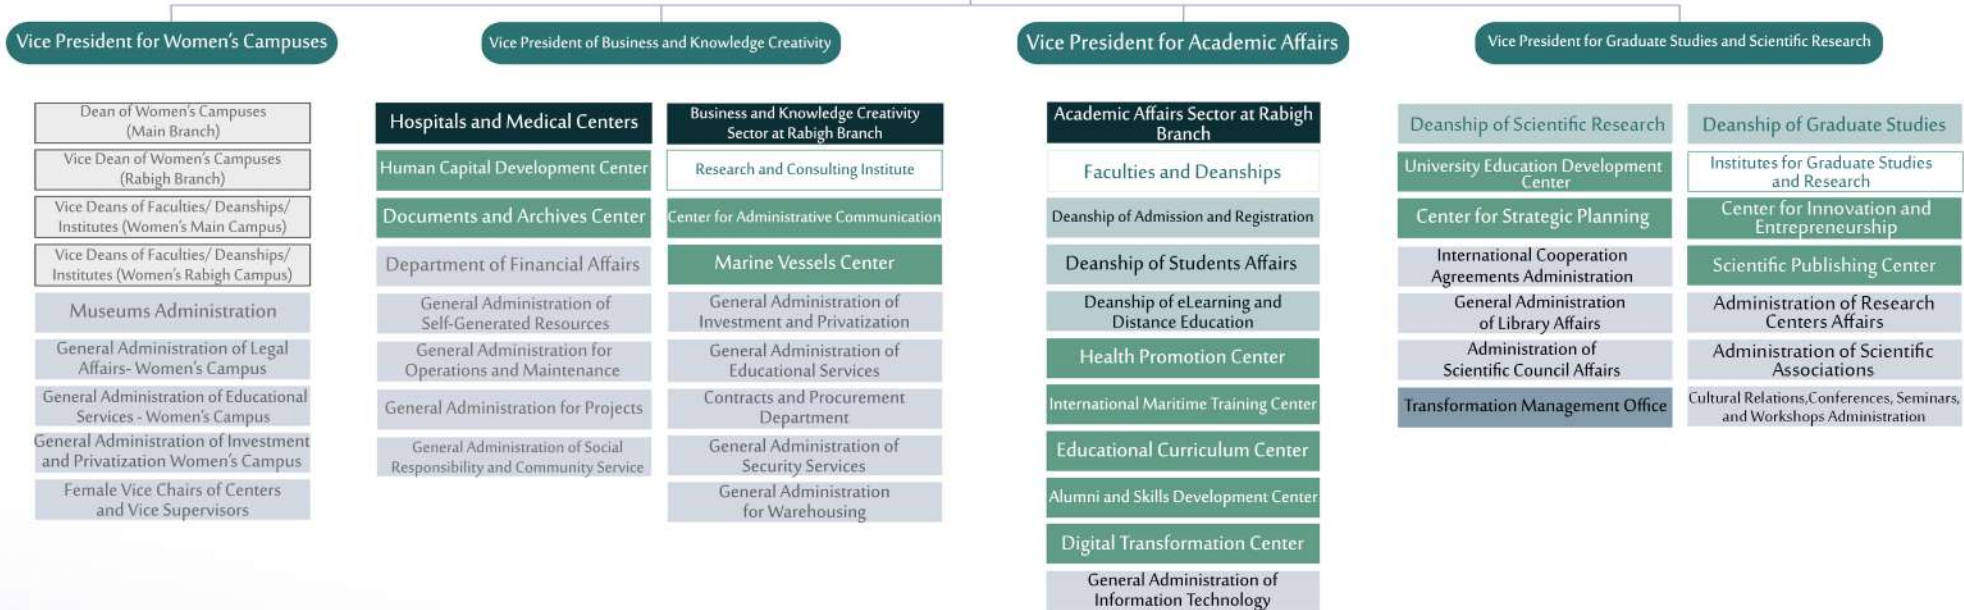 Vice President for Women's Campuses
Vice President of Business and Knowledge Creativity
Vice President for Academic Affairs
Vice President for Graduate Studies and Scientific Research
Dean of Women's Campuses
(Main Branch)
Vice Dean of Women's Campuses
(Rabigh Branch)
Vice Deans of Faculties/ Deanships/
Institutes (Women's Main Campus)
Vice Deans of Faculties/ Deanships/
Institutes (Women's Rabigh Campus)
Museums Administration
General Administration of Legal
Affairs- Women's Campus
General Administration of Educational
Services - Women's Campus
General Administration of Investment
and Privatization Women's Campus
Female Vice Chairs of Centers
and Vice Supervisors
Hospitals and Medical Centers
Human Capital Development Center
Documents and Archives Center
Department of Financial Affairs
General Administration of
Self-Generated Resources
General Administration for
Operations and Maintenance
General Administration for Projects
General Administration of Social
Responsibility and Community Service
Business and Knowledge Creativity
Sector at Rabigh Branch
Research and Consulting Institute
Center for Administrative Communication
Marine Vessels Center
General Administration of
Investment and Privatization
General Administration of
Educational Services
Contracts and Procurement
Department
General Administration of
Security Services
General Administration
for Warehousing
Academic Affairs Sector at Rabigh
Branch
Faculties and Deanships
Deanship of Admission and Registration
Deanship of Students Affairs
Deanship of eLearning and
Distance Education
Health Promotion Center
International Maritime Training Center
Educational Curriculum Center
Alumni and Skills Development Center
Digital Transformation Center
General Administration of
Information Technology
Deanship of Scientific Research
University Education Development
Center
Center for Strategic Planning
International Cooperation
Agreements Administration
General Administration
of Library Affairs
Administration of
Scientific Council Affairs
Transformation Management Office
Deanship of Graduate Studies
Institutes for Graduate Studies
and Research
Center for Innovation and
Entrepreneurship
Scientific Publishing Center
Administration of Research
Centers Affairs
Administration of Scientific
Associations
Cultural Relations,Conferences, Seminars,
and Workshops Administration